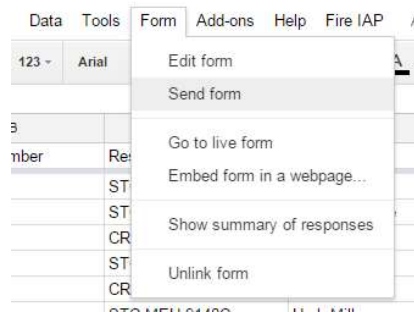 Data Tools Form Add-ons Help Fire IAP
123 Arial Edit form A
Send form
Go to live form
mber Res
Embed form in a webpage...
ST
ST
Show summary of responses
CR
ST
Unlink form
CR